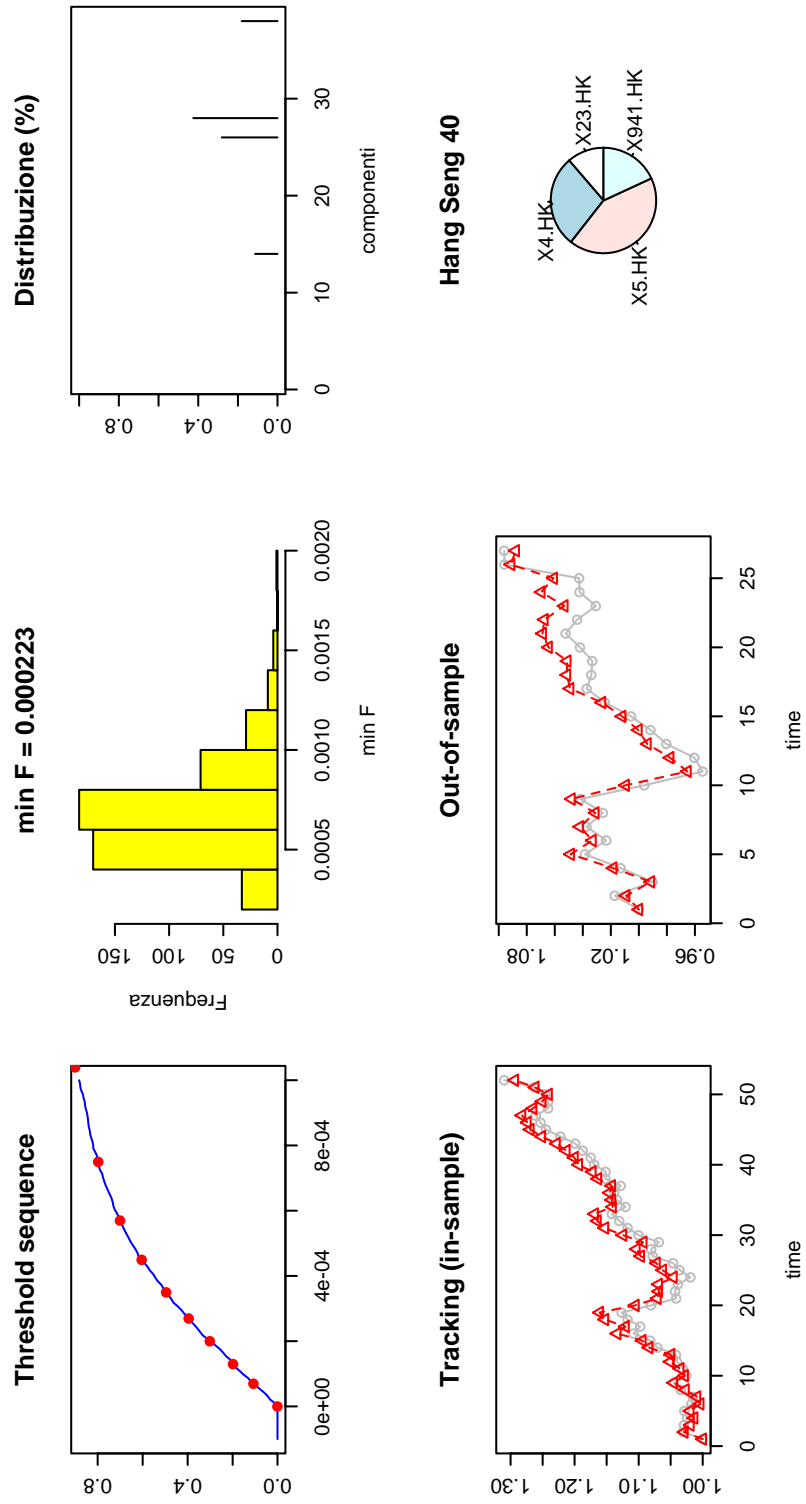 Threshold sequence
0.0 0.4 0.8
0e+00 4e-04 8e-04
min F = 0.000223
Frequenza
0 50 100 150
0.0005 0.0010 0.0015 0.0020
min F
Distribuzione (%)
0.0 0.4 0.8
0 10 20 30
componenti
Tracking (in-sample)
1.00 1.10 1.20 1.30
0 10 20 30 40 50
time
Out-of-sample
0.96 1.02 1.08
0 5 10 15 20 25
time
Hang Seng 40
X23.HK
X4.HK
X5.HK
X941.HK